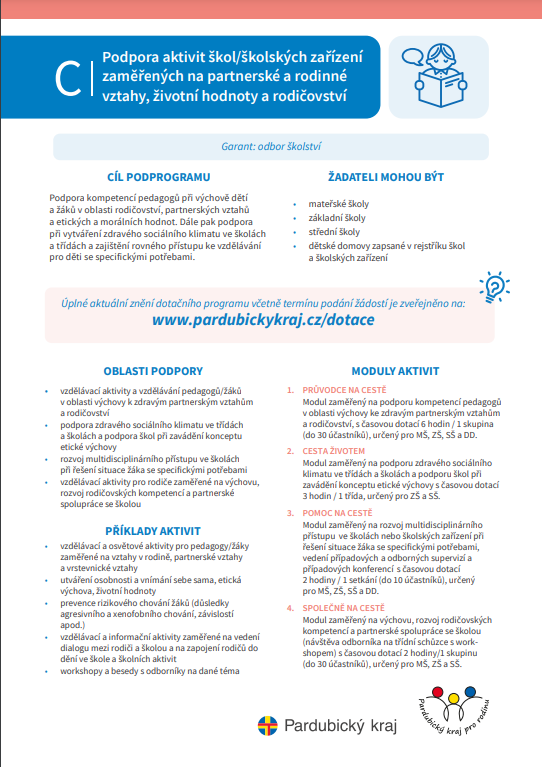 C
Podpora aktivit škol/školských zařízení
zaměřených na partnerské a rodinné
vztahy, životní hodnoty a rodičovství
Garant: odbor školství
CÍL PODPROGRAMU
Podpora kompetencí pedagogů při výchově dětí
a žáků v oblasti rodičovství, partnerských vztahů
a etických a morálních hodnot. Dále pak podpora
při vytváření zdravého sociálního klimatu ve školách
a třídách a zajištění rovného přístupu ke vzdělávání
pro děti se specifickými potřebami.
ŽADATELI MOHOU BÝT
• mateřské školy
• základní školy
• střední školy
• dětské domovy zapsané v rejstříku škol
a školských zařízení
Úplné aktuální znění dotačního programu včetně termínu podání žádostí je zveřejněno na:
www.pardubickykraj.cz/dotace
OBLASTI PODPORY
• vzdělávací aktivity a vzdělávání pedagogů/žáků
v oblasti výchovy k zdravým partnerským vztahům
a rodičovství
• podpora zdravého sociálního klimatu ve třídách
a školách a podpora škol při zavádění konceptu
etické výchovy
• rozvoj multidisciplinárního přístupu ve školách
při řešení situace žáka se specifickými potřebami
• vzdělávací aktivity pro rodiče zaměřené na výchovu,
rozvoj rodičovských kompetencí a partnerské
spolupráce se školou
PŘÍKLADY AKTIVIT
• vzdělávací a osvětové aktivity pro pedagogy/žáky
zaměřené na vztahy v rodině, partnerské vztahy
a vrstevnické vztahy
• utváření osobnosti a vnímání sebe sama, etická
výchova, životní hodnoty
• prevence rizikového chování žáků (důsledky
agresivního a xenofobního chování, závislostí
apod.)
• vzdělávací a informační aktivity zaměřené na vedení
dialogu mezi rodiči a školou a na zapojení rodičů do
dění ve škole a školních aktivit
• workshopy a besedy s odborníky na dané téma
MODULY AKTIVIT
1. PRŮVODCE NA CESTĚ
Modul zaměřený na podporu kompetencí pedagogů
v oblasti výchovy ke zdravým partnerským vztahům
a rodičovství, s časovou dotací 6 hodin / 1 skupina
(do 30 účastníků), určený pro MŠ, ZŠ, SŠ a DD.
2. CESTA ŽIVOTEM
Modul zaměřený na podporu zdravého sociálního
klimatu ve třídách a školách a podporu škol při
zavádění konceptu etické výchovy s časovou dotací
3 hodin / 1 třída, určený pro ZŠ a SŠ.
3. POMOC NA CESTĚ
Modul zaměřený na rozvoj multidisciplinárního
přístupu ve školách nebo školských zařízení při
řešení situace žáka se specifickými potřebami,
vedení případových a odborných supervizí a
případových konferencí s časovou dotací
2 hodiny / 1 setkání (do 10 účastníků), určený
pro MŠ, ZŠ, SŠ a DD.
4. SPOLEČNĚ NA CESTĚ
Modul zaměřený na výchovu, rozvoj rodičovských
kompetencí a partnerské spolupráce se školou
(návštěva odborníka na třídní schůzce s work-
shopem) s časovou dotací 2 hodiny/1 skupinu
(do 30 účastníků), určený pro MŠ, ZŠ a SŠ.
Pardubický kraj
Pardubický kraj pro rodinu